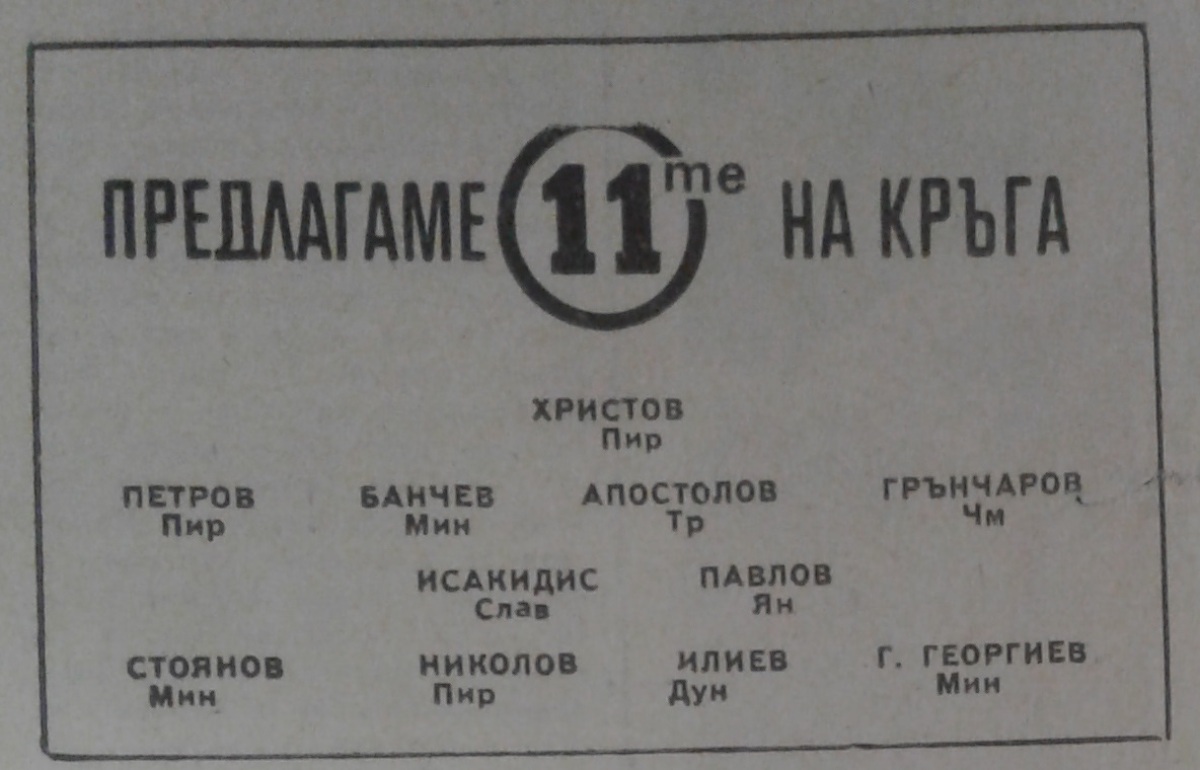 ПРЕДЛАГАМЕ 11те НА КРЪГА
ХРИСТОВ
Пир
ПЕТРОВ БАНЧЕВ АПОСТОЛОВ ГРЪНЧАРОВ
Пир Мин Тр Чм
ИСАКИДИС ПАВЛОВ
Слав Ян
СТОЯНОВ НИКОЛОВ ИЛИЕВ Г. ГЕОРГИЕВ
Мин Пир Дун Мин